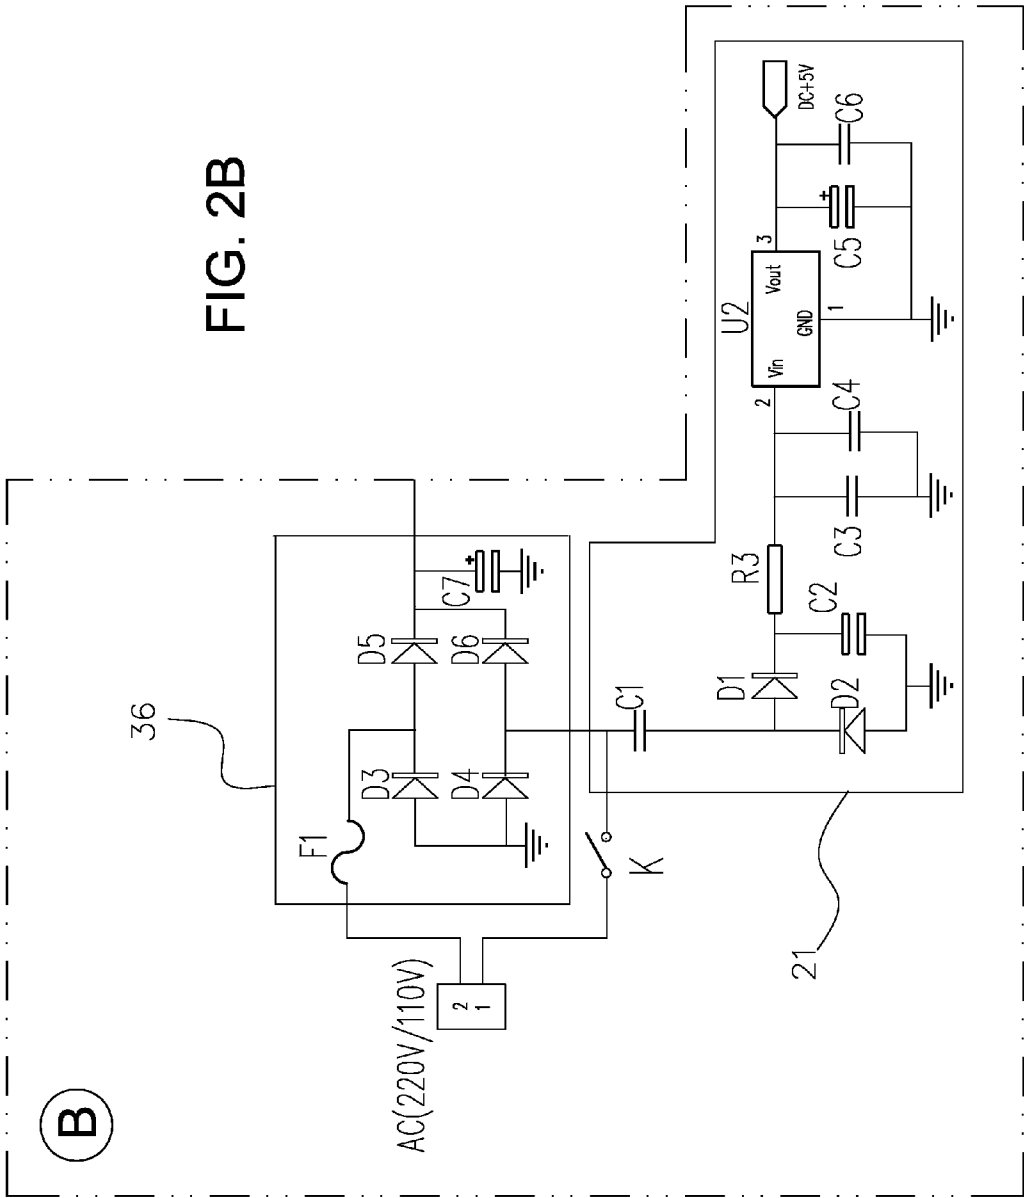 FIG. 2B
B
AC(220V/110V)
2
1
F1
36
D3
D5
D4
D6
C7
K
C1
21
D1
D2
R3
C2
C3
C4
U2
2
Vin
Vout
GND
3
1
C5
+
C6
DC+5V
+